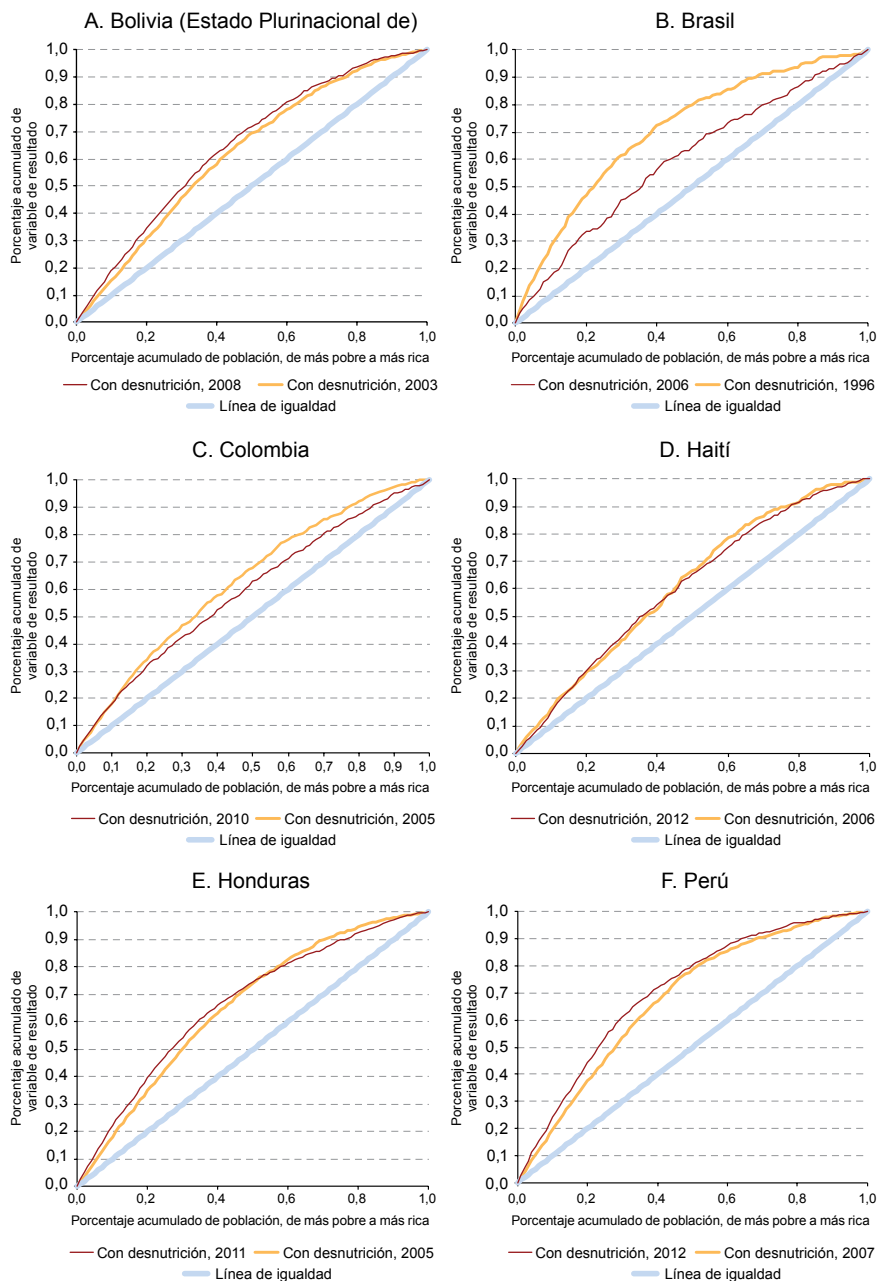 A. Bolivia (Estado Plurinacional de)
Porcentaje acumulado de
variable de resultado
1,0
0,9
0,8
0,7
0,6
0,5
0,4
0,3
0,2
0,1
0,0
0,0 0,2 0,4 0,6 0,8 1,0
Porcentaje acumulado de población, de más pobre a más rica
Con desnutrición, 2008 Con desnutrición, 2003
Línea de igualdad
B. Brasil
Porcentaje acumulado de
variable de resultado
1,0
0,9
0,8
0,7
0,6
0,5
0,4
0,3
0,2
0,1
0,0
0,0 0,2 0,4 0,6 0,8 1,0
Porcentaje acumulado de población, de más pobre a más rica
Con desnutrición, 2006 Con desnutrición, 1996
Línea de igualdad
C. Colombia
Porcentaje acumulado de
variable de resultado
1,0
0,9
0,8
0,7
0,6
0,5
0,4
0,3
0,2
0,1
0,0
0,0 0,1 0,2 0,3 0,4 0,5 0,6 0,7 0,8 0,9 1,0
Porcentaje acumulado de población, de más pobre a más rica
Con desnutrición, 2010 Con desnutrición, 2005
Línea de igualdad
D. Haití
Porcentaje acumulado de
variable de resultado
1,0
0,9
0,8
0,7
0,6
0,5
0,4
0,3
0,2
0,1
0,0
0,0 0,2 0,4 0,6 0,8 1,0
Porcentaje acumulado de población, de más pobre a más rica
Con desnutrición, 2012 Con desnutrición, 2006
Línea de igualdad
E. Honduras
Porcentaje acumulado de
variable de resultado
1,0
0,9
0,8
0,7
0,6
0,5
0,4
0,3
0,2
0,1
0,0
0,0 0,2 0,4 0,6 0,8 1,0
Porcentaje acumulado de población, de más pobre a más rica
Con desnutrición, 2011 Con desnutrición, 2005
Línea de igualdad
F. Perú
Porcentaje acumulado de
variable de resultado
1,0
0,9
0,8
0,7
0,6
0,5
0,4
0,3
0,2
0,1
0,0
0,0 0,2 0,4 0,6 0,8 1,0
Porcentaje acumulado de población, de más pobre a más rica
Con desnutrición, 2012 Con desnutrición, 2007
Línea de igualdad